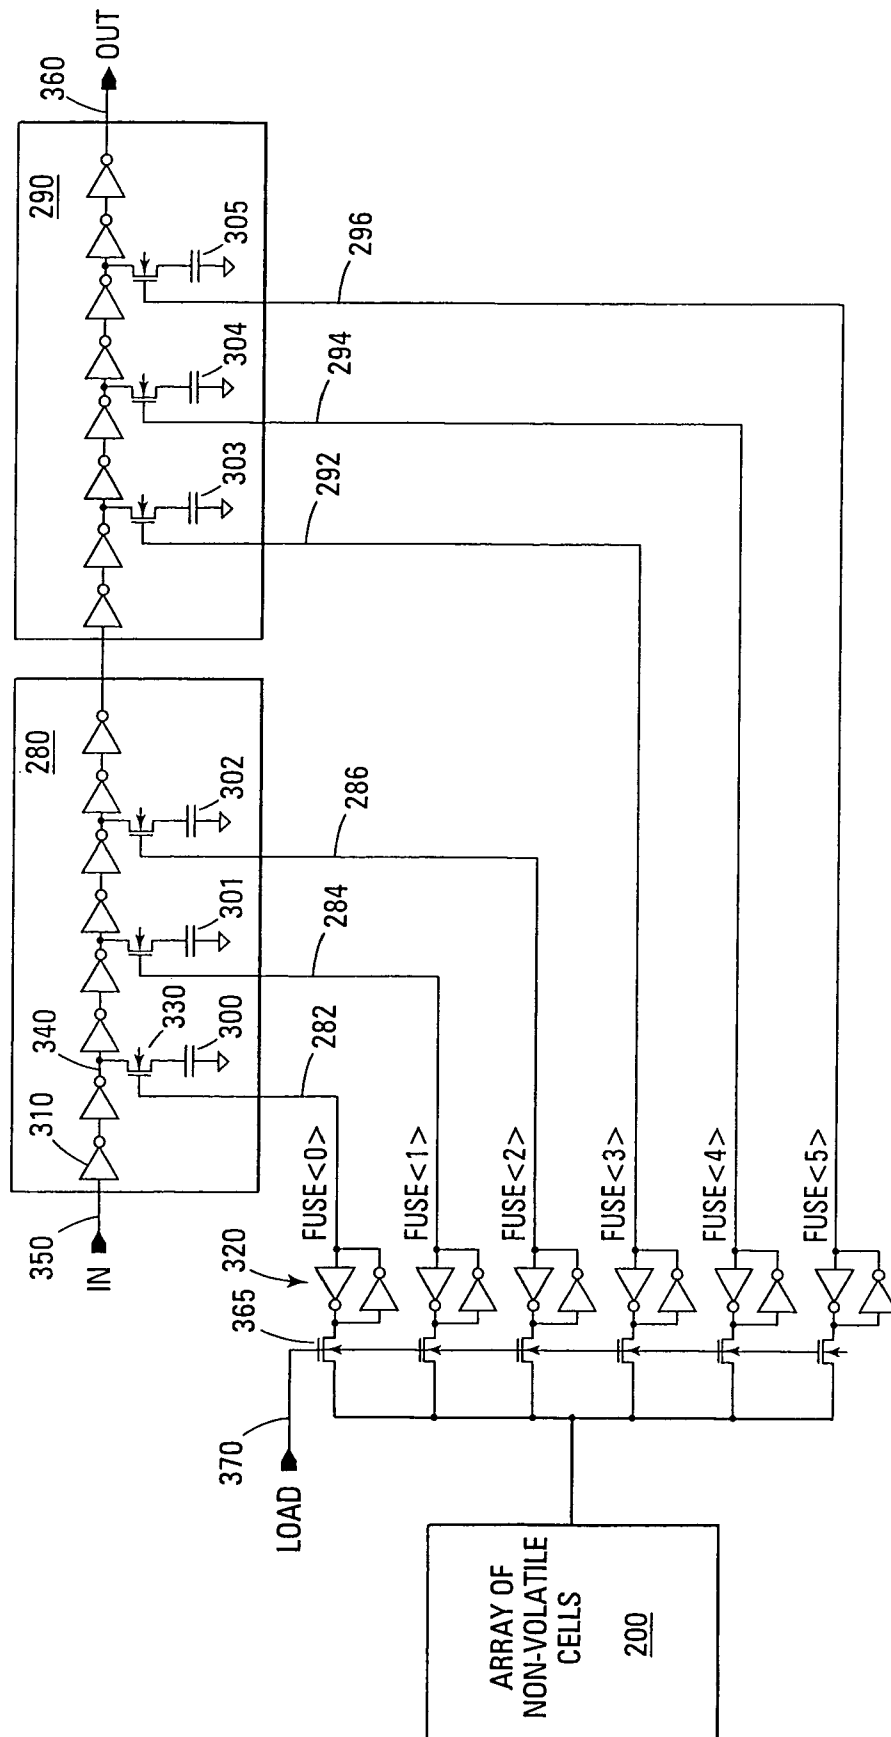 IN
350
310
340
330
300
282
280
301
284
302
286
290
303
292
304
294
305
296
360
OUT
320
365
370
LOAD
FUSE<0>
FUSE<1>
FUSE<2>
FUSE<3>
FUSE<4>
FUSE<5>
ARRAY OF
NON-VOLATILE
CELLS
200